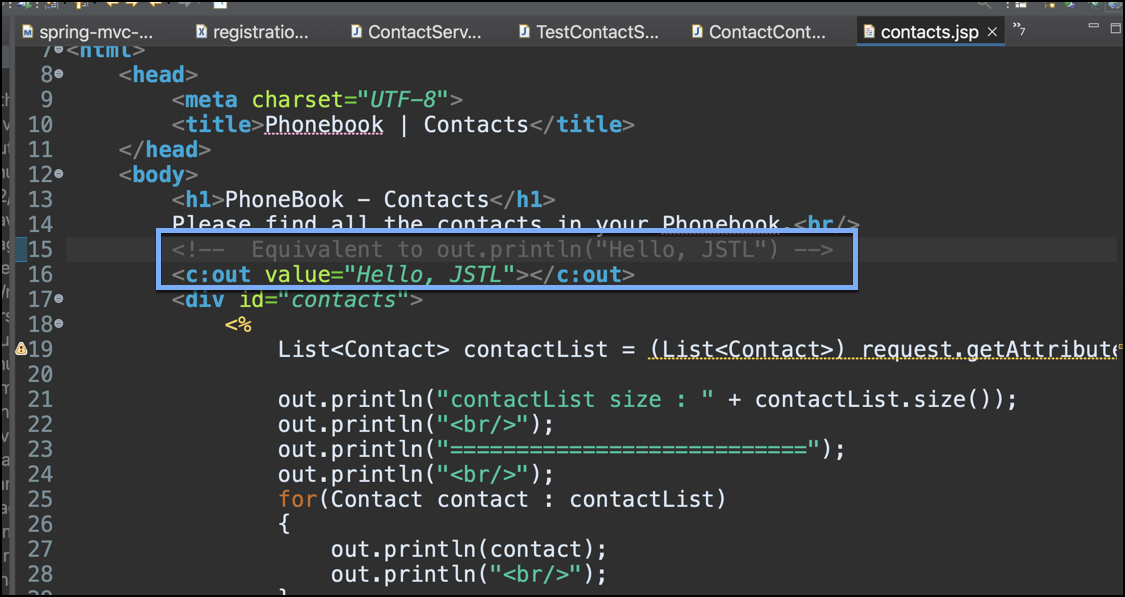 spring-mvc-... registratio... ContactServ... TestContactS... ContactCont... contacts.jsp »7
7 <html>
8 <head>
9 <meta charset="UTF-8">
10 <title>Phonebook | Contacts</title>
11 </head>
12 <body>
13 <h1>PhoneBook - Contacts</h1>
14 Please find all the contacts in your Phonebook.<br/>
15 <!-- Equivalent to out.println("Hello, JSTL") -->
16 <c:out value="Hello, JSTL"></c:out>
17 <div id="contacts">
18 <%
19 List<Contact> contactList = (List<Contact>) request.getAttribute
20
21 out.println("contactList size : " + contactList.size());
22 out.println("<br/>");
23 out.println("===========================");
24 out.println("<br/>");
25 for(Contact contact : contactList)
26 {
27 out.println(contact);
28 out.println("<br/>");